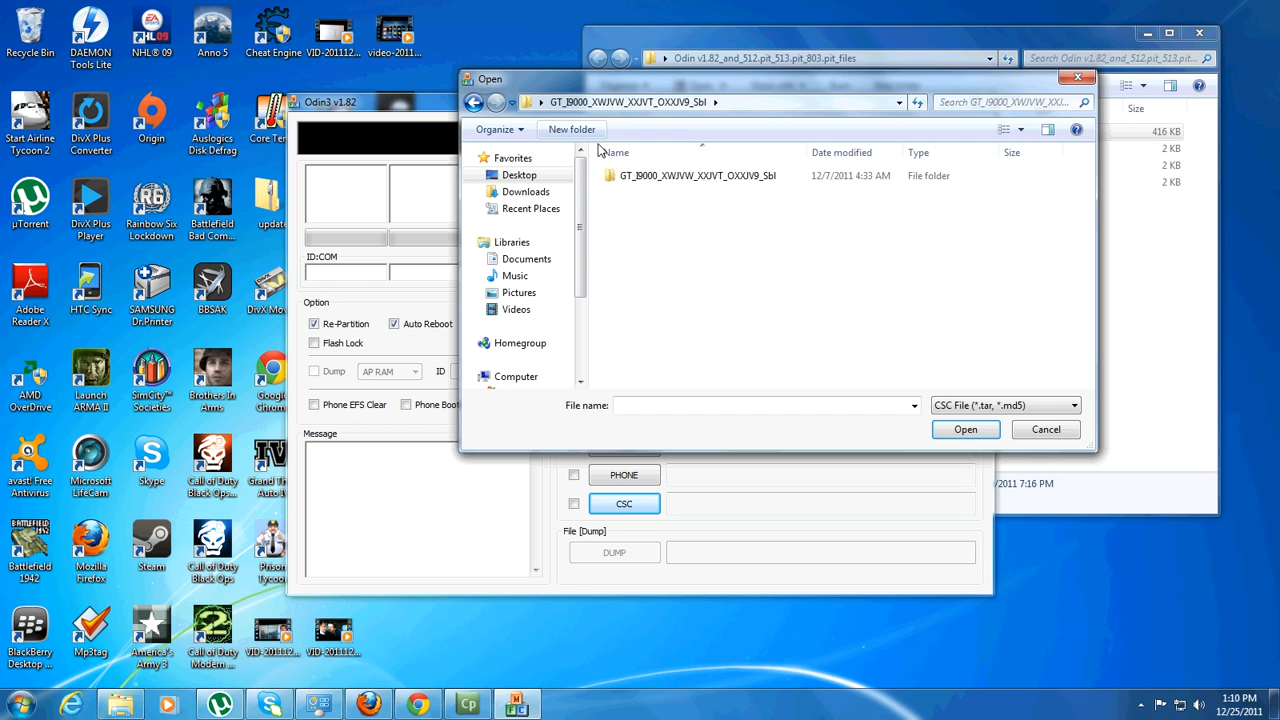 Recycle Bin
DAEMON Tools Lite
NHL® 09
Anno 5
Cheat Engine
VID-201112...
video-2011...
Start Airline Tycoon 2
DivX Plus Converter
Origin
Auslogics Disk Defrag
Core Te
µTorrent
DivX Plus Player
Rainbow Six Lockdown
Battlefield Bad Com...
update
Adobe Reader X
HTC Sync
SAMSUNG Dr.Printer
BBSAK
DivX Mov
AMD OverDrive
Launch ARMA II
SimCity™ Societies
Brothers In Arms
Google Chrom
avast! Free Antivirus
Microsoft LifeCam
Skype
Call of Duty Black Ops...
Grand Th
Auto IV
Battlefield 1942
Mozilla Firefox
Steam
Call of Duty Black Ops
Prison Tycoo
BlackBerry Desktop ...
Mp3tag
America's Army 3
Call of Duty Modern ...
VID-201112...
VID-201112...
Odin v1.82_and_512.pit_513.pit_803.pit_files
Search Odin v1.82_and_512.pit_513.pit...
Size
416 KB
2 KB
2 KB
2 KB
/2011 7:16 PM
Odin3 v1.82
ID:COM
Option
Re-Partition
Auto Reboot
Flash Lock
Dump
AP RAM
ID
Phone EFS Clear
Phone Boot
Message
PHONE
CSC
File [Dump]
DUMP
Open
GT_I9000_XWJVW_XXJVT_OXXJV9_Sbl
Search GT_I9000_XWJVW_XXJ...
Organize
New folder
Favorites
Desktop
Downloads
Recent Places
Libraries
Documents
Music
Pictures
Videos
Homegroup
Computer
Name
Date modified
Type
Size
GT_I9000_XWJVW_XXJVT_OXXJV9_Sbl
12/7/2011 4:33 AM
File folder
File name:
CSC File (*.tar, *.md5)
Open
Cancel
Cp
MFC
1:10 PM
12/25/2011